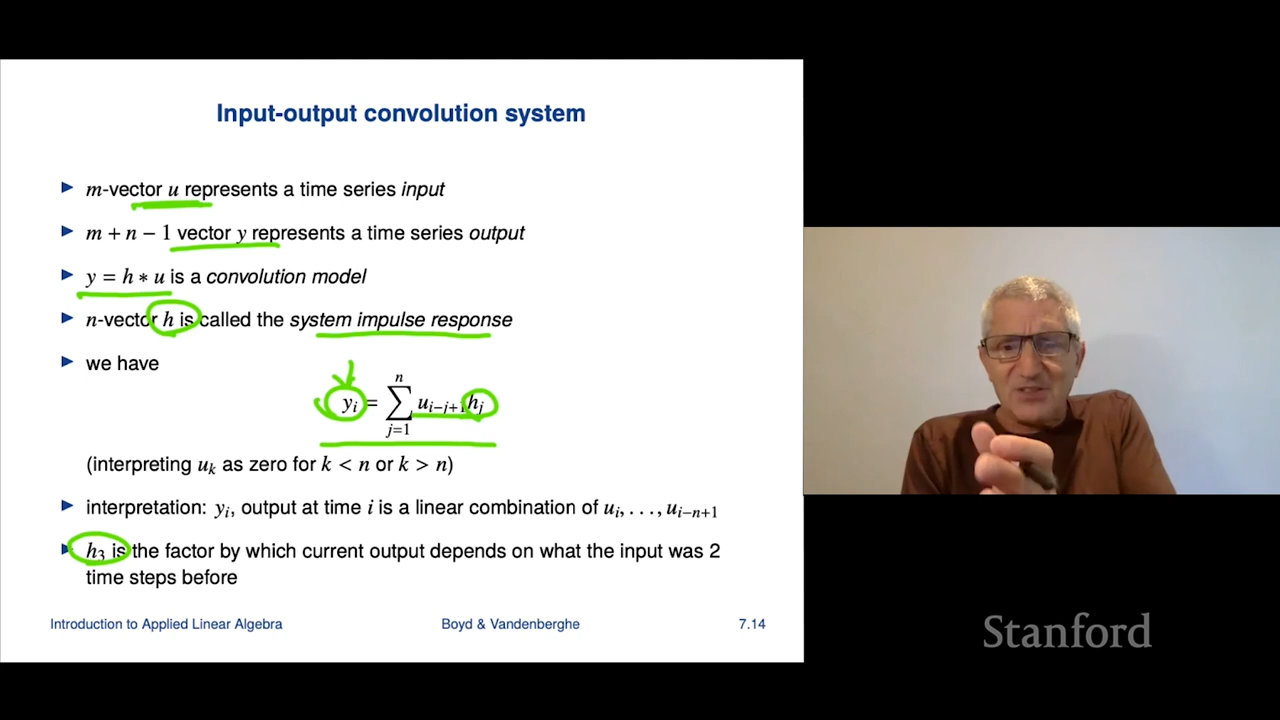 Input-output convolution system
▶ m-vector u represents a time series input
▶ m + n − 1 vector y represents a time series output
▶ y = h ∗ u is a convolution model
▶ n-vector h is called the system impulse response
▶ we have
y_i = ∑_{j=1}^{n} u_{i−j+1} h_j
(interpreting u_k as zero for k < n or k > n)
▶ interpretation: y_i, output at time i is a linear combination of u_i, . . . , u_{i−n+1}
▶ h_3 is the factor by which current output depends on what the input was 2
time steps before
Introduction to Applied Linear Algebra Boyd & Vandenberghe 7.14
Stanford